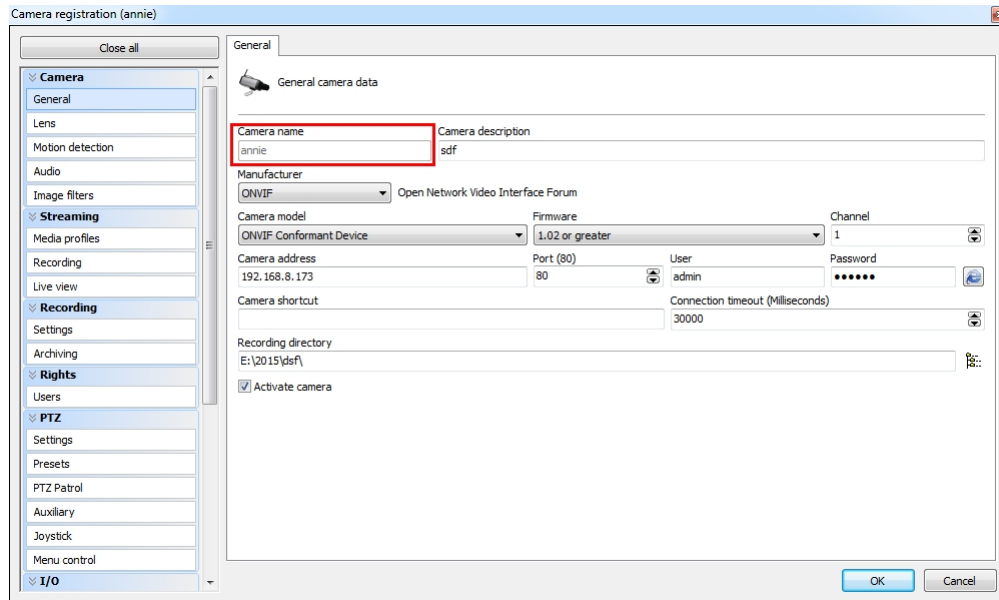 Camera registration (annie)
Close all
Camera
General
Lens
Motion detection
Audio
Image filters
Streaming
Media profiles
Recording
Live view
Recording
Settings
Archiving
Rights
Users
PTZ
Settings
Presets
PTZ Patrol
Auxiliary
Joystick
Menu control
I/O
General
General camera data
Camera name Camera description
annie sdf
Manufacturer
ONVIF Open Network Video Interface Forum
Camera model Firmware Channel
ONVIF Conformant Device 1.02 or greater 1
Camera address Port (80) User Password
192.168.8.173 80 admin ••••••
Camera shortcut Connection timeout (Milliseconds)
30000
Recording directory
E:\2015\dsf\
Activate camera
OK Cancel